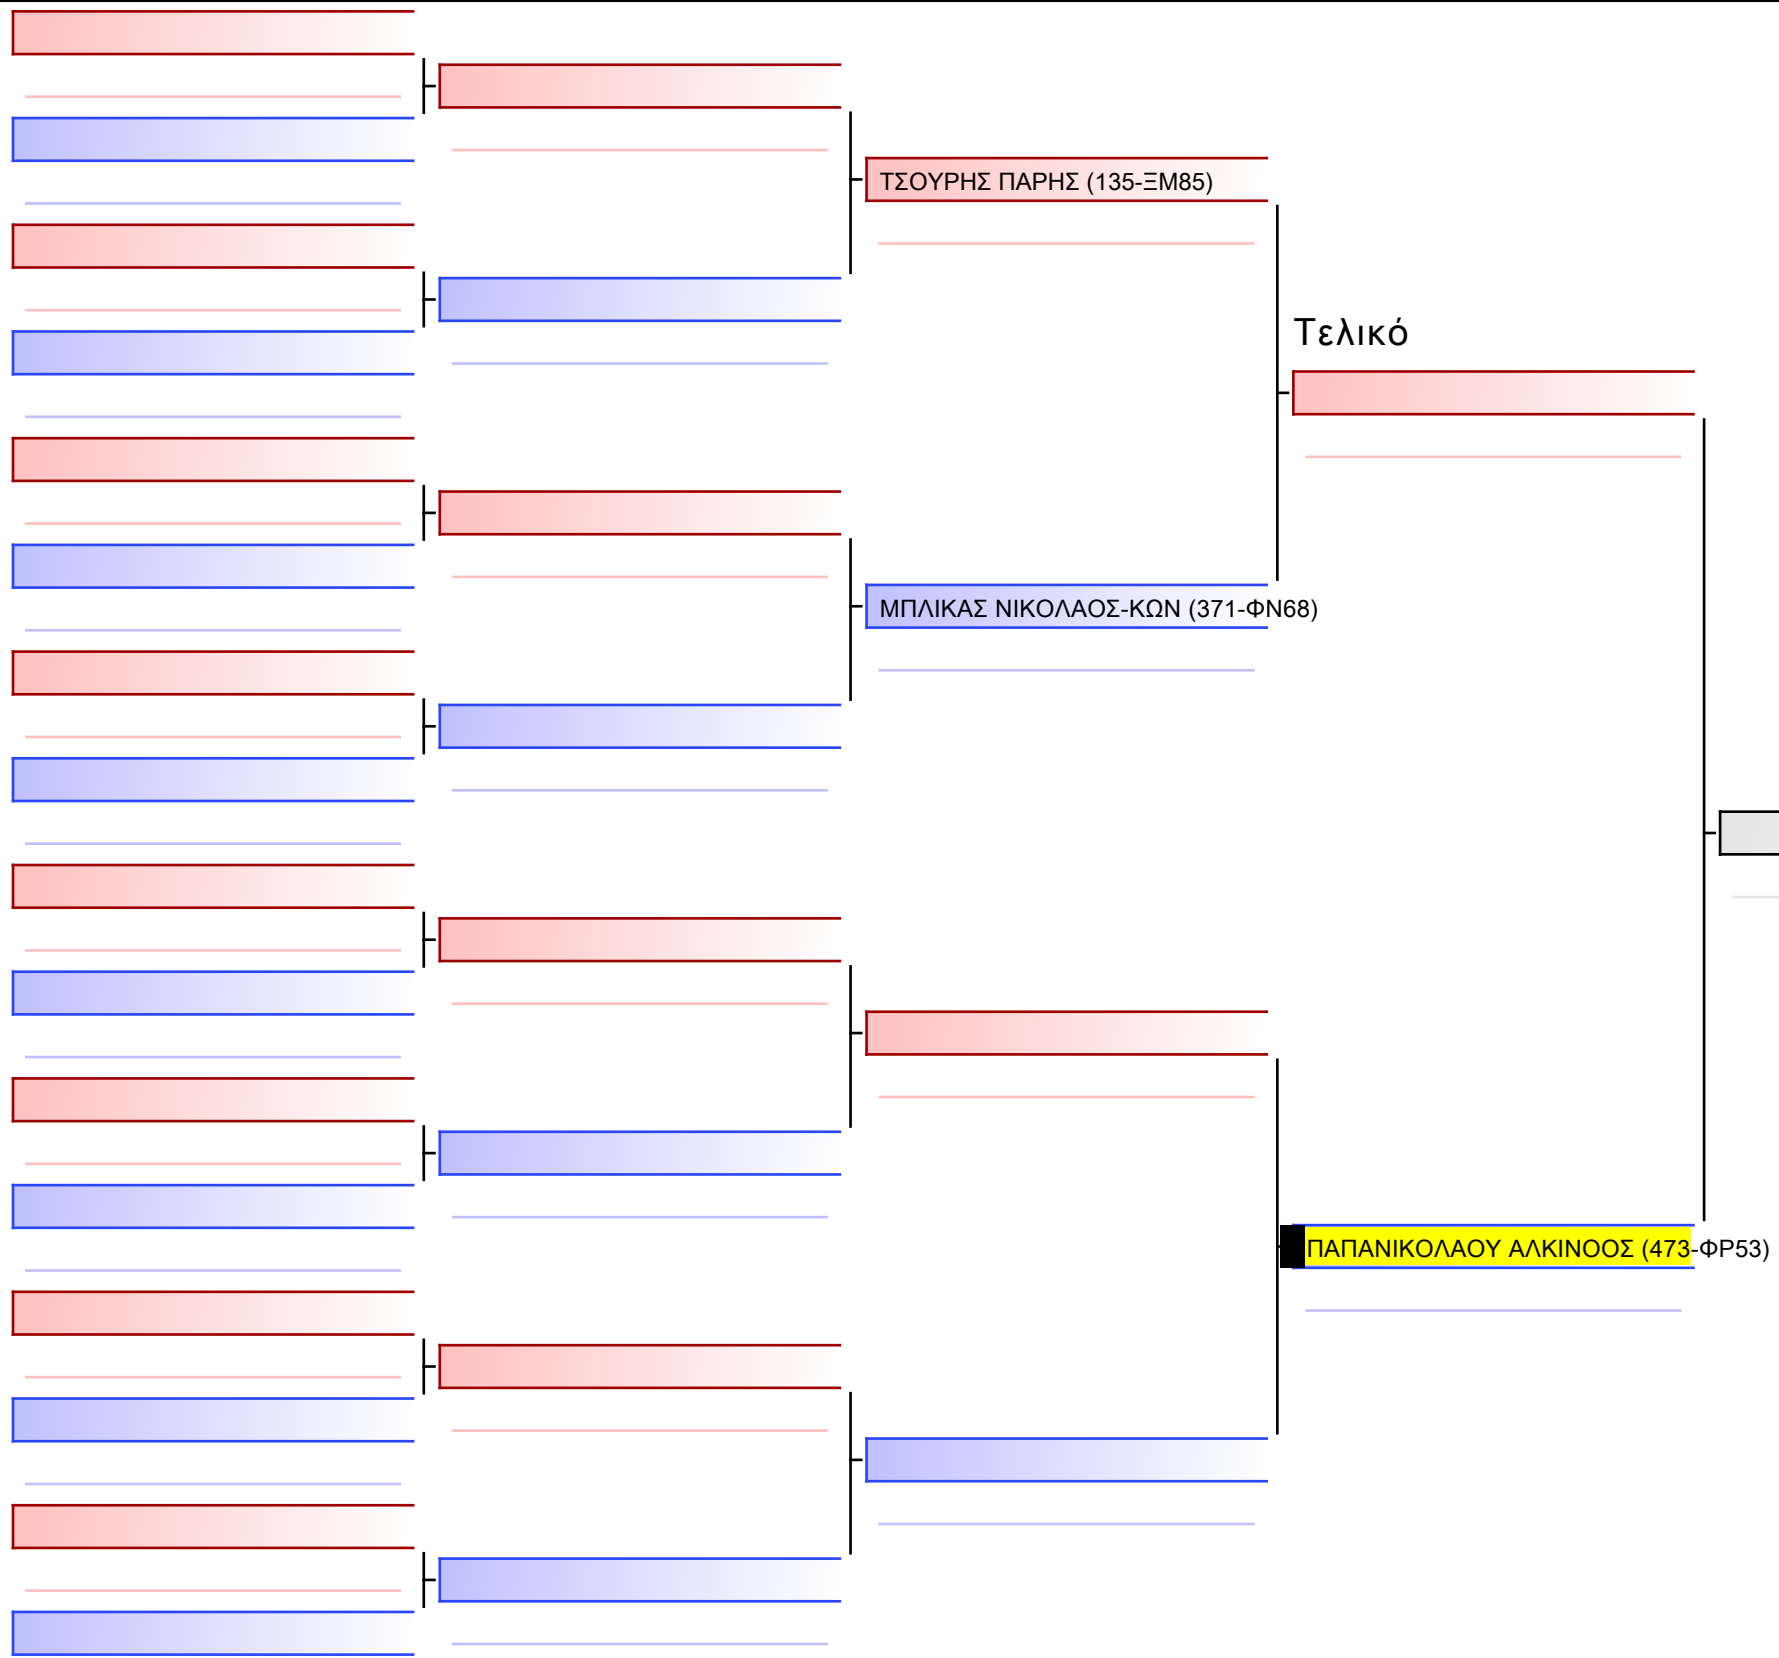 ΤΣΟΥΡΗΣ ΠΑΡΗΣ (135-ΞΜ85)
Τελικό
ΜΠΛΙΚΑΣ ΝΙΚΟΛΑΟΣ-ΚΩΝ (371-ΦΝ68)
ΠΑΠΑΝΙΚΟΛΑΟΥ ΑΛΚΙΝΟΟΣ (473-ΦΡ53)